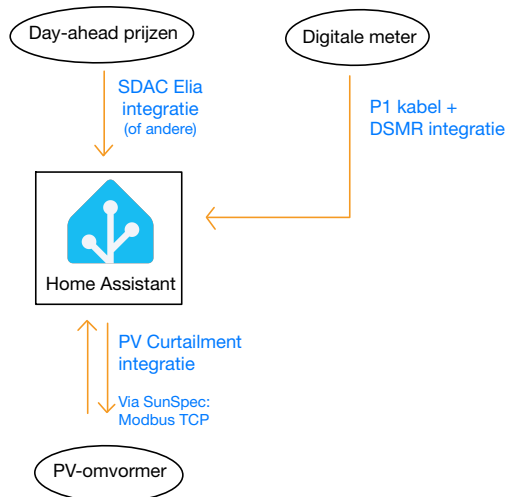 Day-ahead prijzen
Digitale meter
SDAC Elia
integratie
(of andere)
P1 kabel +
DSMR integratie
Home Assistant
PV Curtailment
integratie
Via SunSpec:
Modbus TCP
PV-omvormer